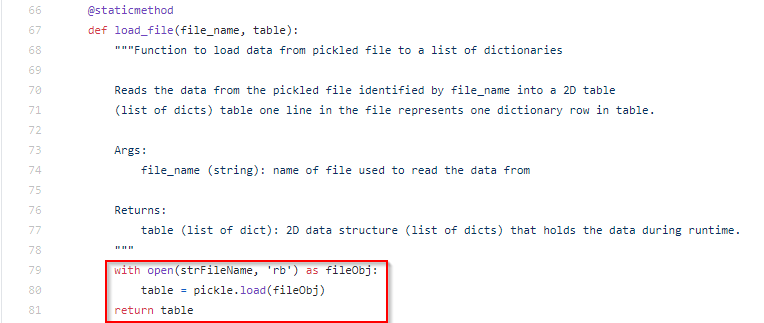 66 @staticmethod
67 def load_file(file_name, table):
68 """Function to load data from pickled file to a list of dictionaries
69
70 Reads the data from the pickled file identified by file_name into a 2D table
71 (list of dicts) table one line in the file represents one dictionary row in table.
72
73 Args:
74 file_name (string): name of file used to read the data from
75
76 Returns:
77 table (list of dict): 2D data structure (list of dicts) that holds the data during runtime.
78 """
79 with open(strFileName, 'rb') as fileObj:
80 table = pickle.load(fileObj)
81 return table